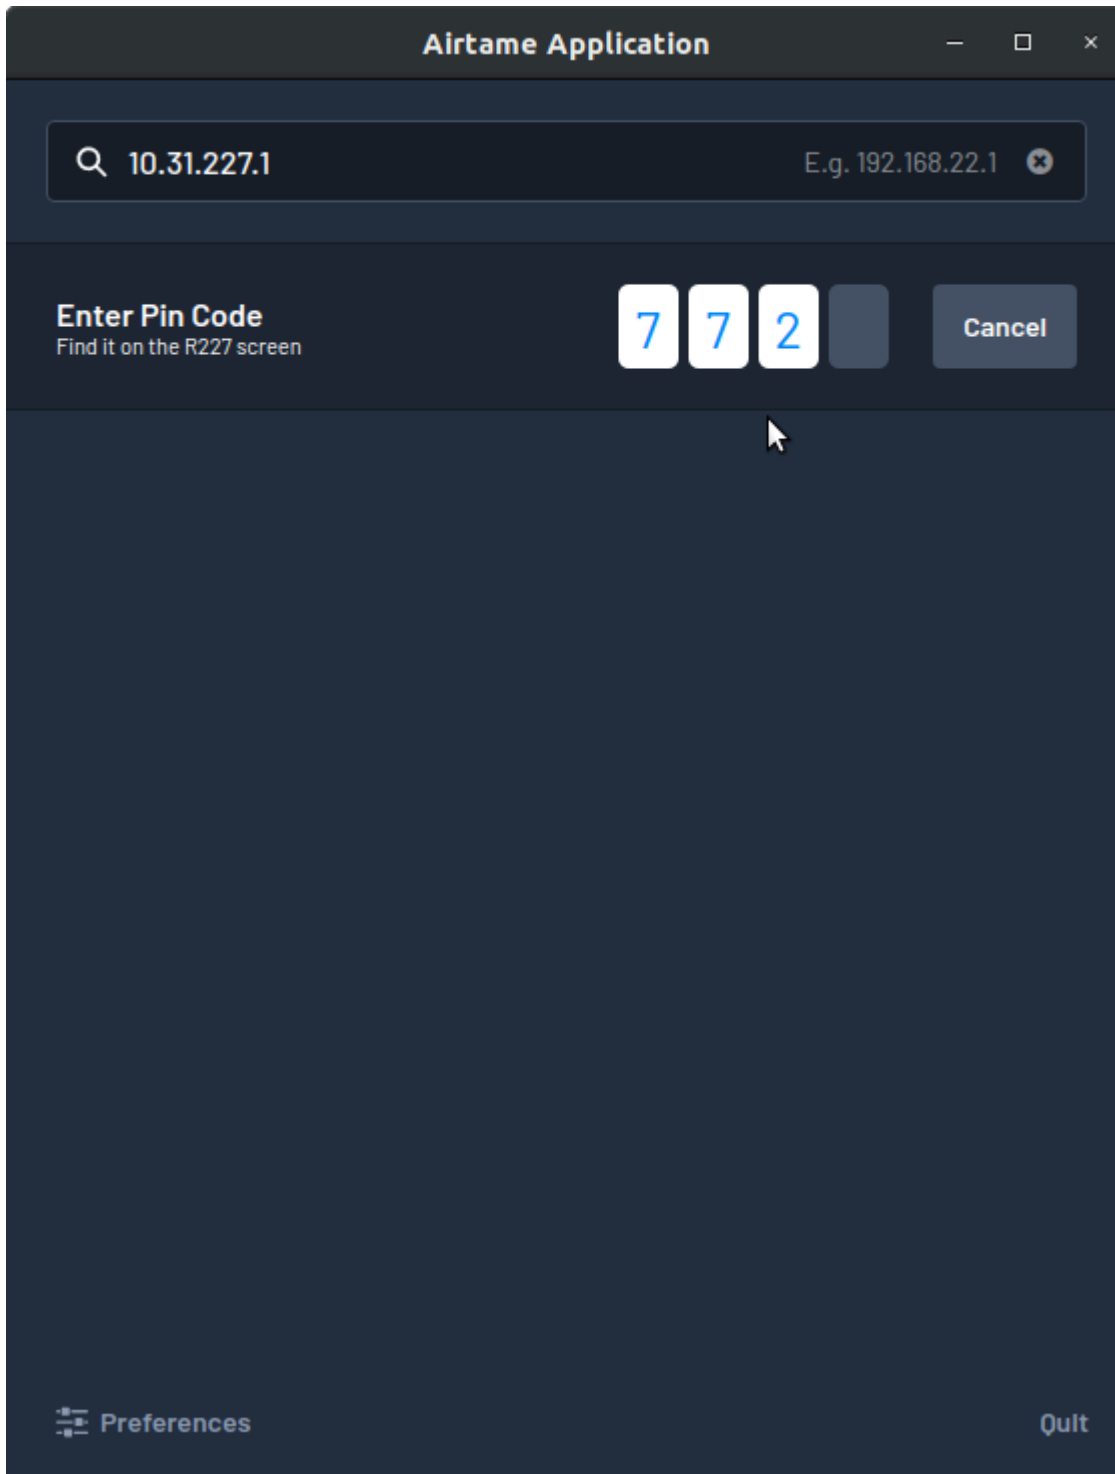 Airtame Application
10.31.227.1 E.g. 192.168.22.1
Enter Pin Code
Find it on the R227 screen
7 7 2
Cancel
Preferences
Quit